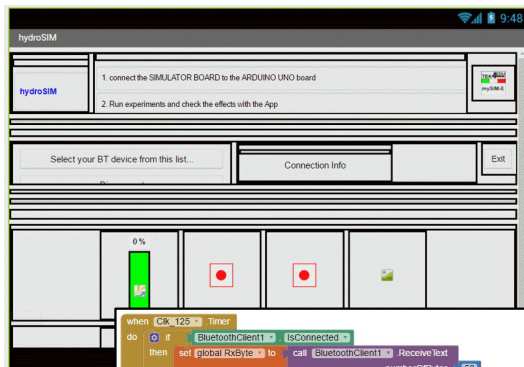 9:48
hydroSIM
1. connect the SIMULATOR BOARD to the ARDUINO UNO board
hydroSIM
mySIM-E
2. Run experiments and check the effects with the App
Select your BT device from this list...
Connection Info
Exit
0 %
when Clk_125 .Timer
do if BluetoothClient1 . IsConnected
then set global RxByte to call BluetoothClient1 .ReceiveText